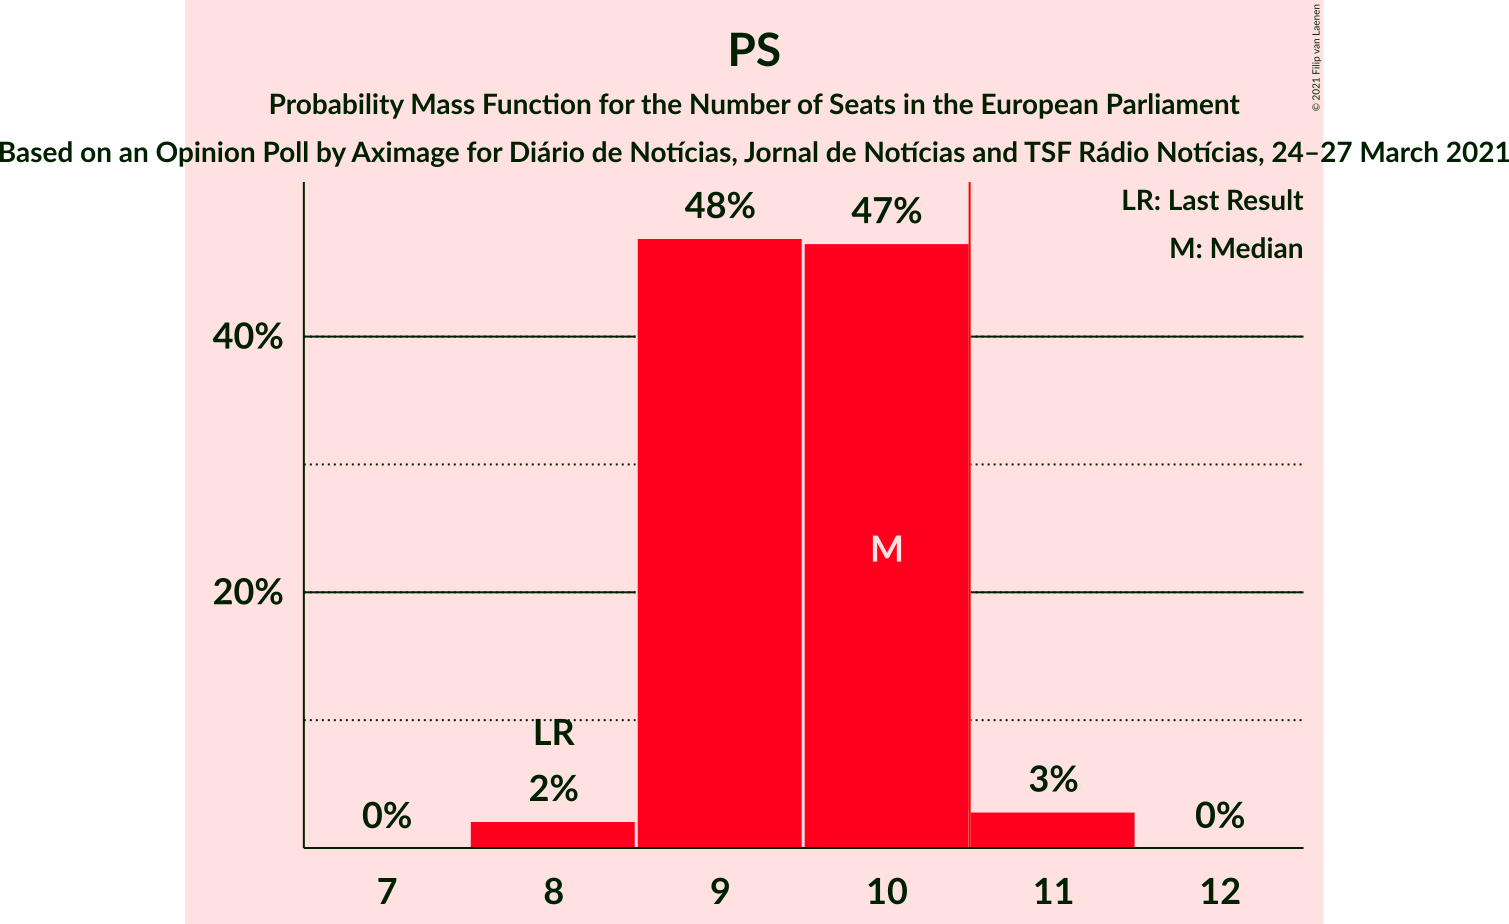 PS
Probability Mass Function for the Number of Seats in the European Parliament
Based on an Opinion Poll by Aximage for Diário de Notícias, Jornal de Notícias and TSF Rádio Notícias, 24–27 March 2021
© 2021 Filip van Laenen
LR: Last Result
M: Median
48%
47%
40%
M
20%
LR
2%
3%
0%
0%
7
8
9
10
11
12